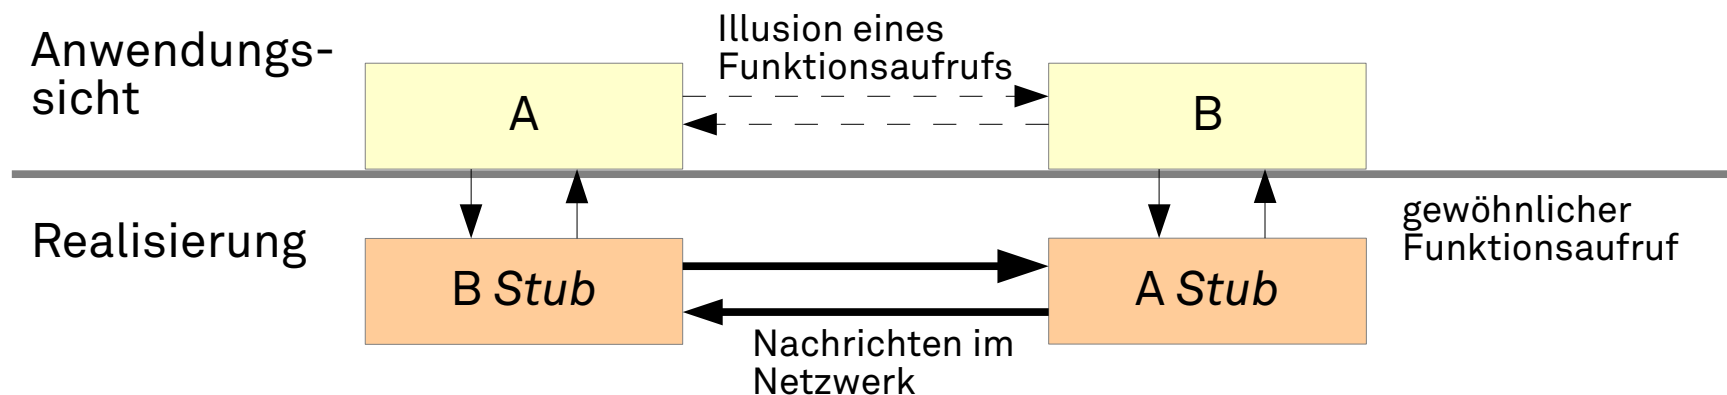 Anwendungs-
sicht
Illusion eines
Funktionsaufrufs
A
B
Realisierung
B Stub
A Stub
gewöhnlicher
Funktionsaufruf
Nachrichten im
Netzwerk